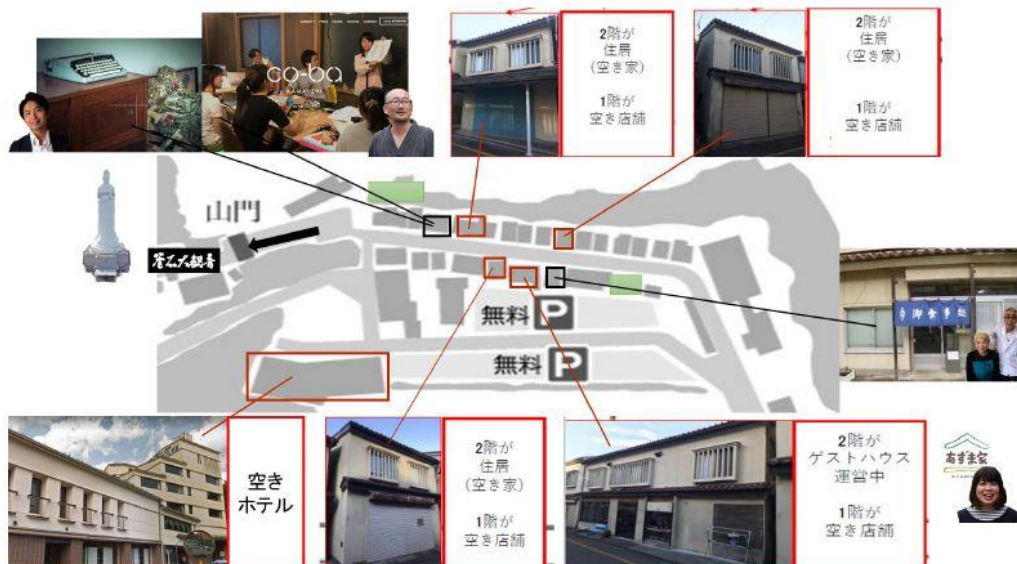 co-ba
KAMAISHI
2階が
住居
(空き家)
1階が
空き店舗
2階が
住居
(空き家)
1階が
空き店舗
山門
釜石大観音
御食事処
無料 P
無料 P
空き
ホテル
2階が
住居
(空き家)
1階が
空き店舗
2階が
ゲストハウス
運営中
1階が
空き店舗
あずま家